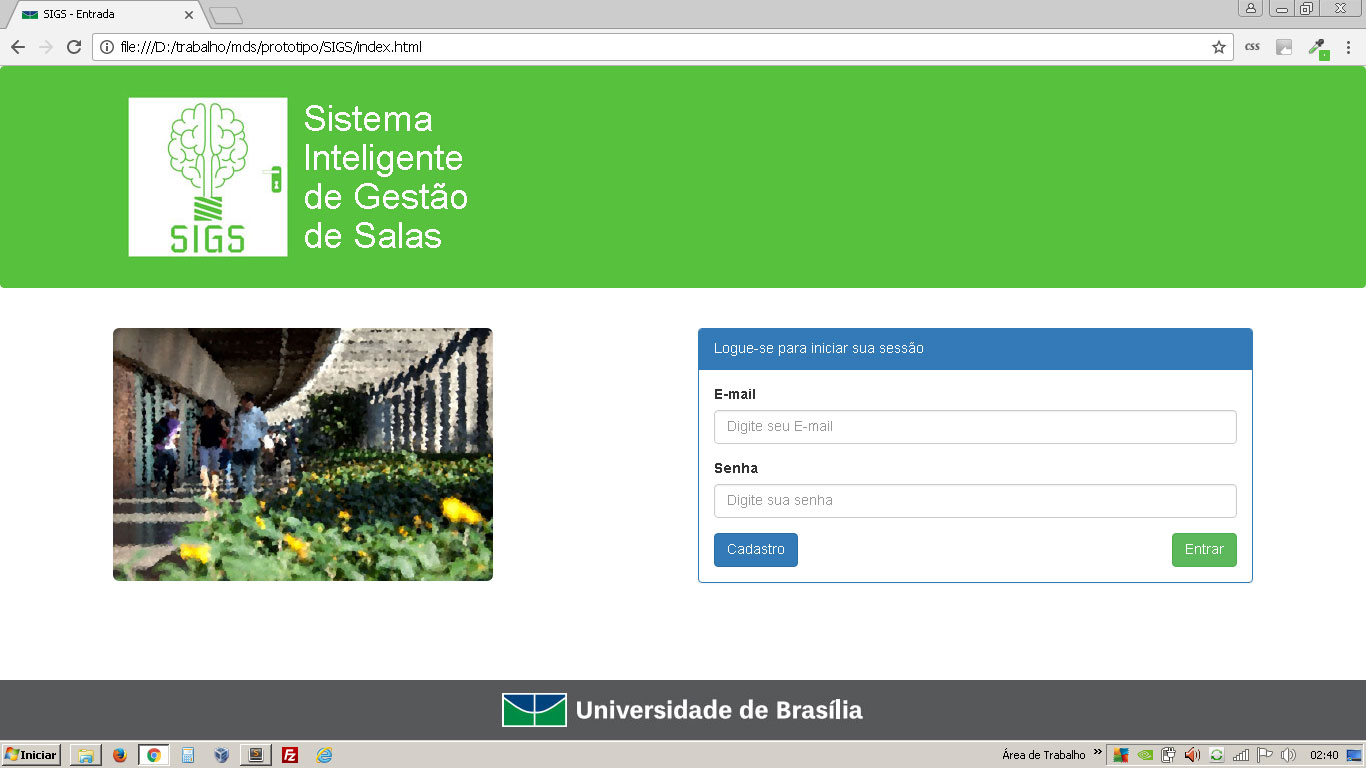 SIGS - Entrada
file:///D:/trabalho/mds/prototipo/SIGS/index.html
css
SIGS
Sistema
Inteligente
de Gestão
de Salas
Logue-se para iniciar sua sessão
E-mail
Digite seu E-mail
Senha
Digite sua senha
Cadastro
Entrar
Universidade de Brasília
Iniciar
Área de Trabalho
02:40